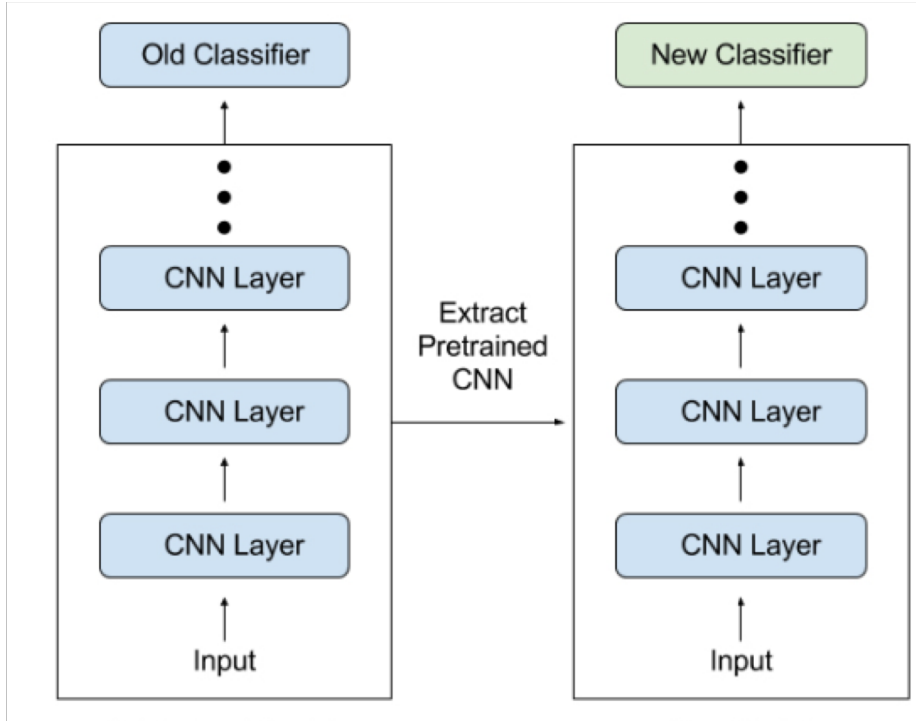 Old Classifier
CNN Layer
CNN Layer
CNN Layer
Input
Extract
Pretrained
CNN
New Classifier
CNN Layer
CNN Layer
CNN Layer
Input